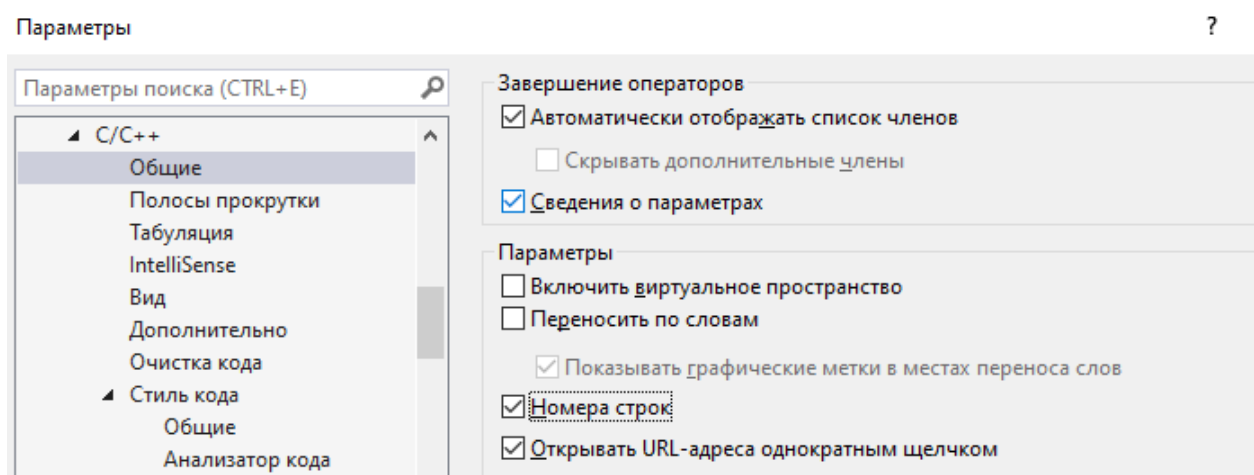 Параметры
?
Параметры поиска (CTRL+E)
C/C++
Общие
Полосы прокрутки
Табуляция
IntelliSense
Вид
Дополнительно
Очистка кода
Стиль кода
Общие
Анализатор кода
Завершение операторов
Автоматически отображать список членов
Скрывать дополнительные члены
Сведения о параметрах
Параметры
Включить виртуальное пространство
Переносить по словам
Показывать графические метки в местах переноса слов
Номера строк
Открывать URL-адреса однократным щелчком